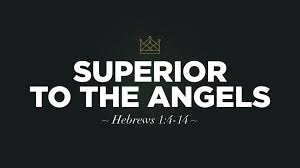 SUPERIOR
TO THE ANGELS
~ Hebrews 1:4-14 ~